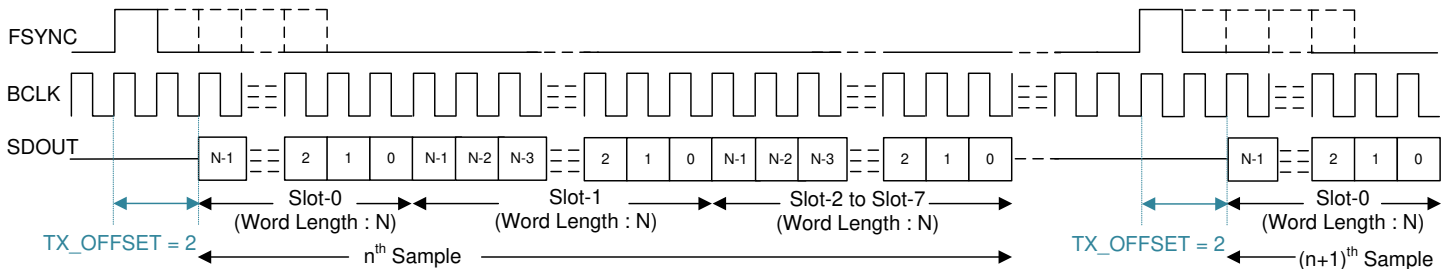 FSYNC
BCLK
SDOUT N-1 2 1 0 N-1 N-2 N-3 2 1 0 N-1 N-2 N-3 2 1 0 N-1 2 1 0
Slot-0 Slot-1 Slot-2 to Slot-7 Slot-0
(Word Length : N) (Word Length : N) (Word Length : N) (Word Length : N)
TX_OFFSET = 2 nth Sample TX_OFFSET = 2 (n+1)th Sample